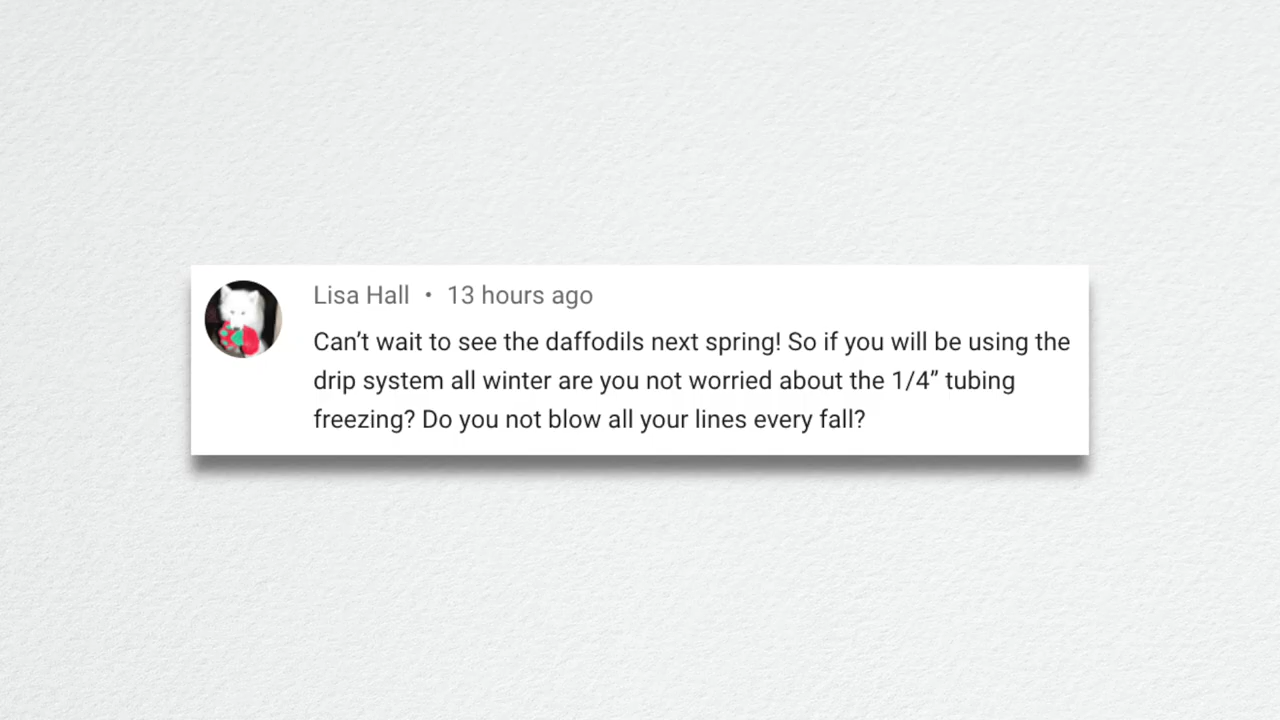 Lisa Hall • 13 hours ago
Can’t wait to see the daffodils next spring! So if you will be using the
drip system all winter are you not worried about the 1/4” tubing
freezing? Do you not blow all your lines every fall?